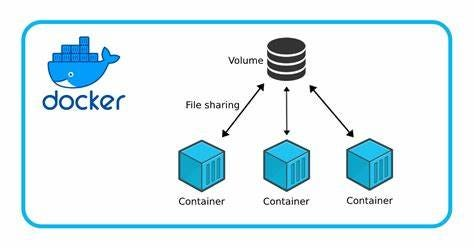 Volume
docker
File sharing
Container
Container
Container